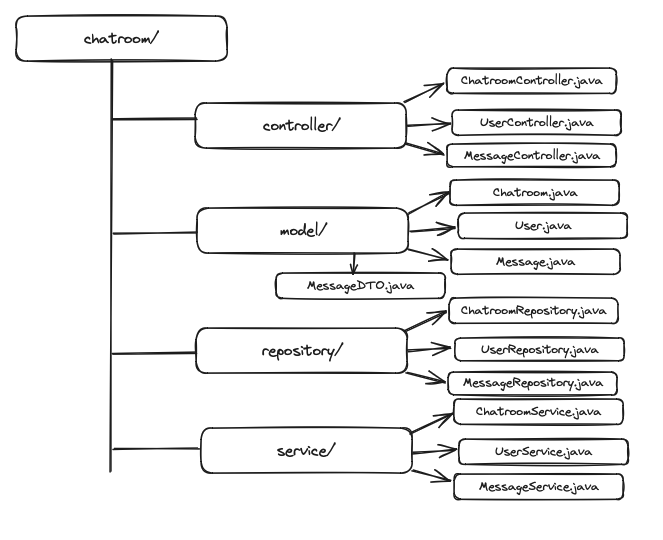 chatroom/
controller/
ChatroomController.java
UserController.java
MessageController.java
model/
Chatroom.java
User.java
Message.java
MessageDTO.java
repository/
ChatroomRepository.java
UserRepository.java
MessageRepository.java
service/
ChatroomService.java
UserService.java
MessageService.java